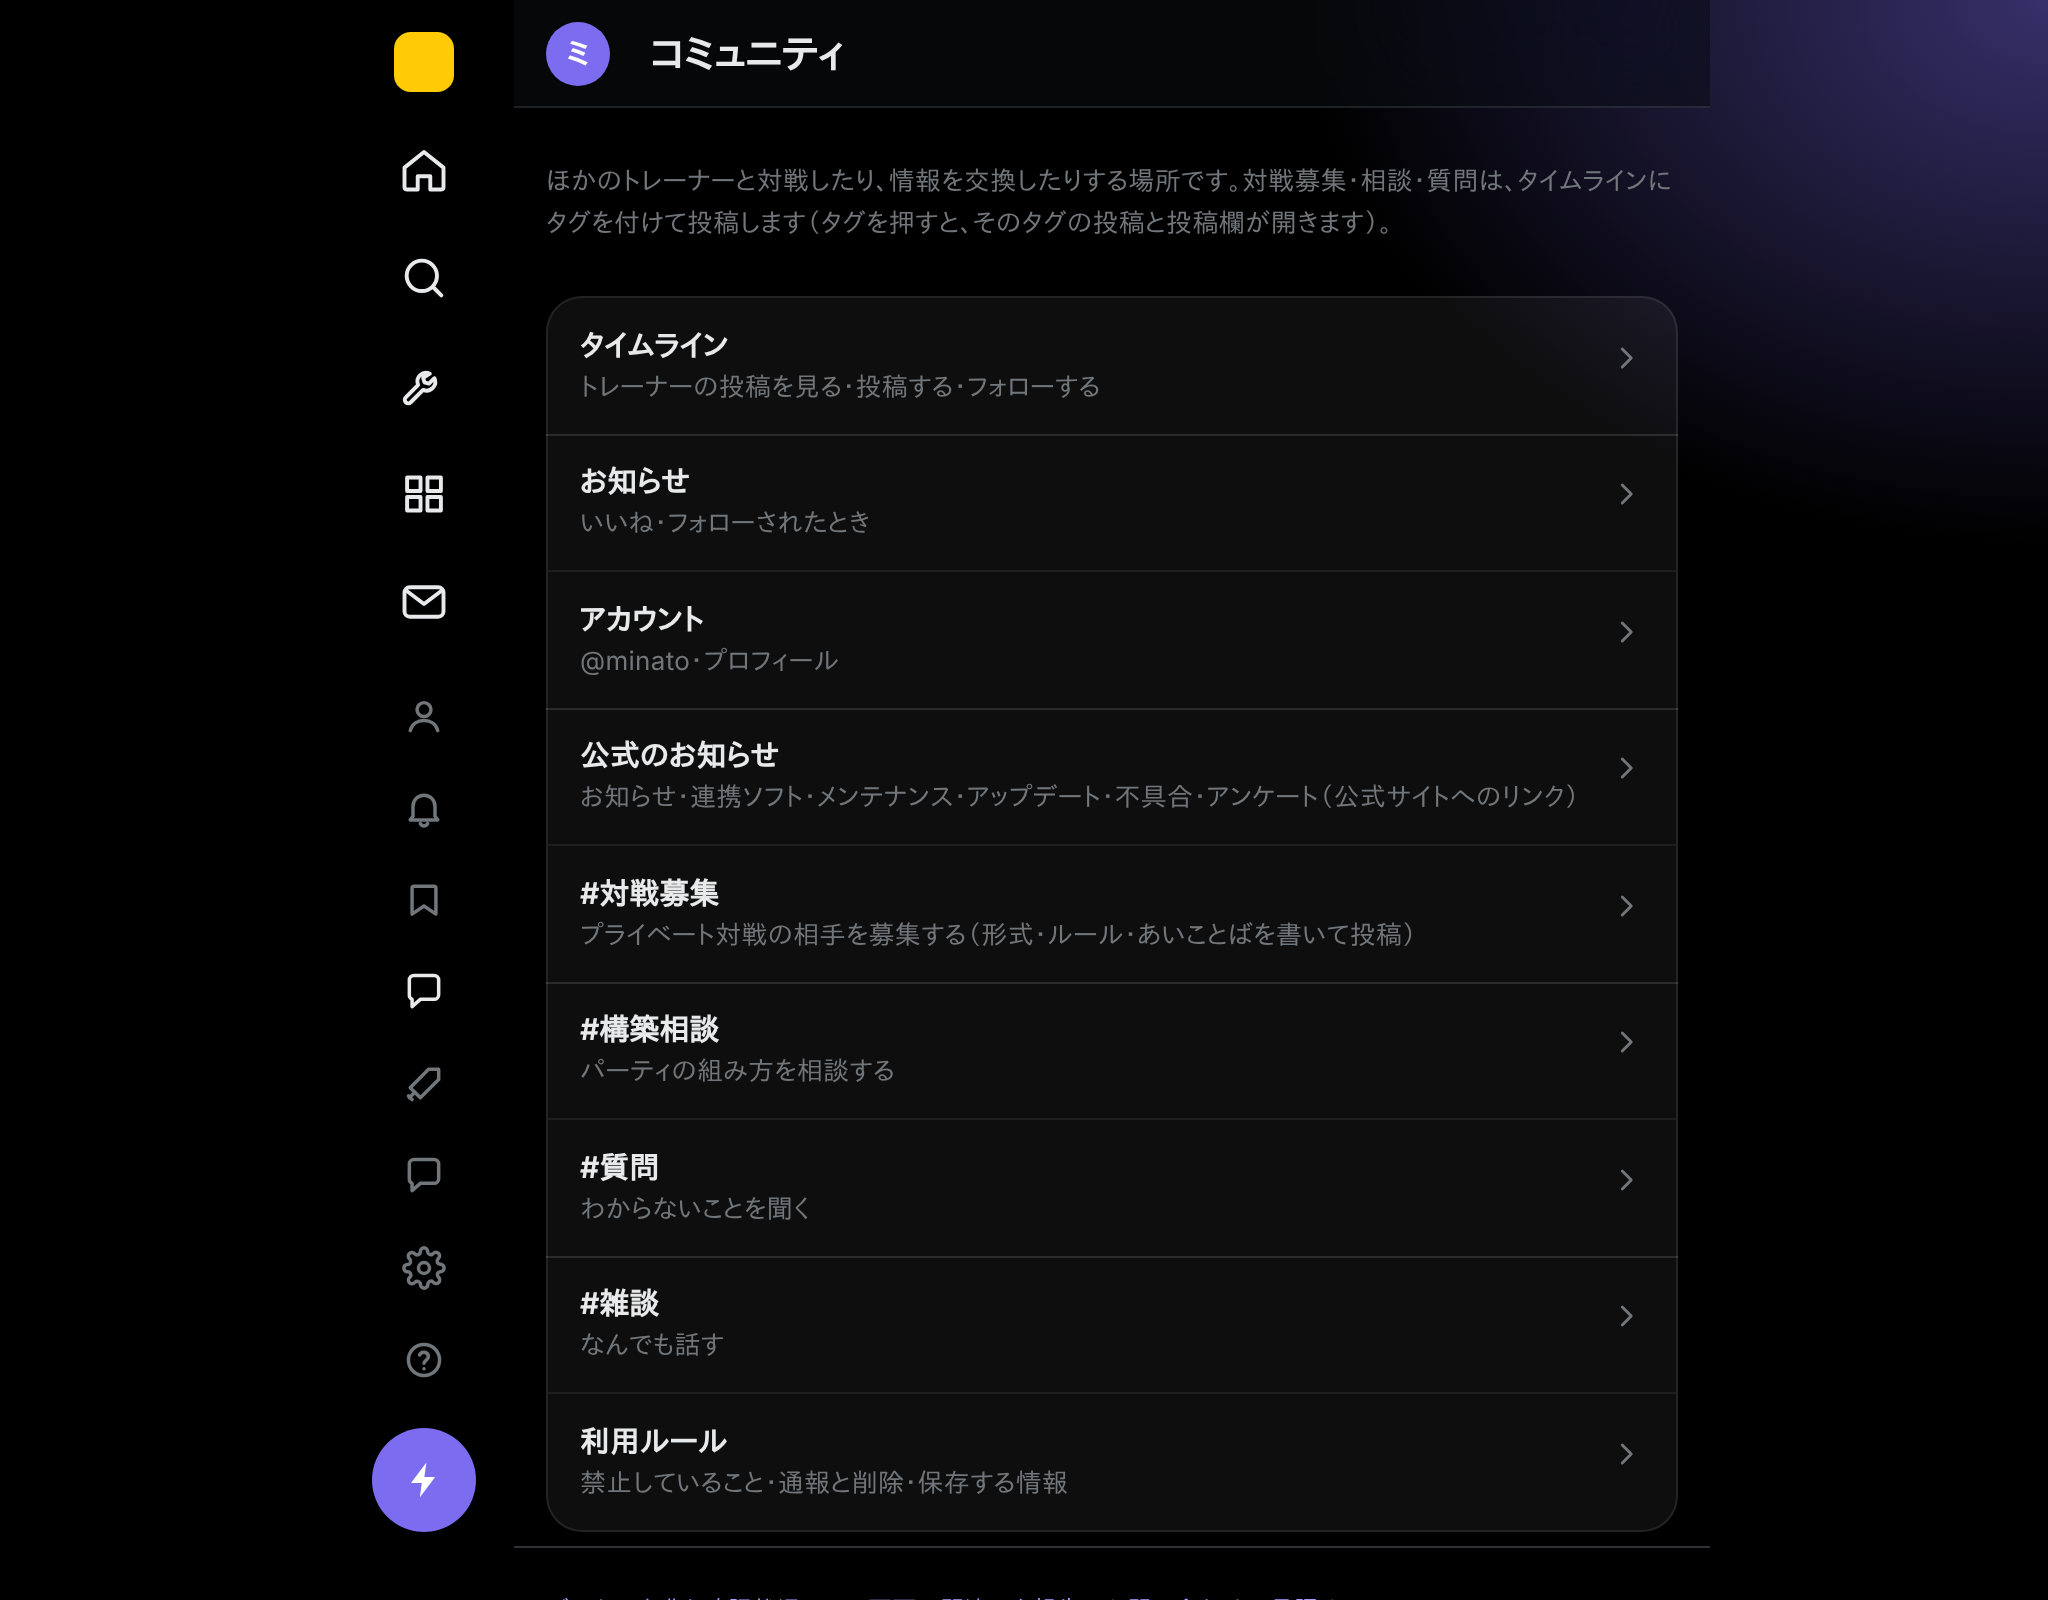 ミ
コミュニティ
ほかのトレーナーと対戦したり、情報を交換したりする場所です。対戦募集・相談・質問は、タイムラインに
タグを付けて投稿します（タグを押すと、そのタグの投稿と投稿欄が開きます）。
タイムライン
トレーナーの投稿を見る・投稿する・フォローする
お知らせ
いいね・フォローされたとき
アカウント
@minato・プロフィール
公式のお知らせ
お知らせ・連携ソフト・メンテナンス・アップデート・不具合・アンケート（公式サイトへのリンク）
#対戦募集
プライベート対戦の相手を募集する（形式・ルール・あいことばを書いて投稿）
#構築相談
パーティの組み方を相談する
#質問
わからないことを聞く
#雑談
なんでも話す
利用ルール
禁止していること・通報と削除・保存する情報